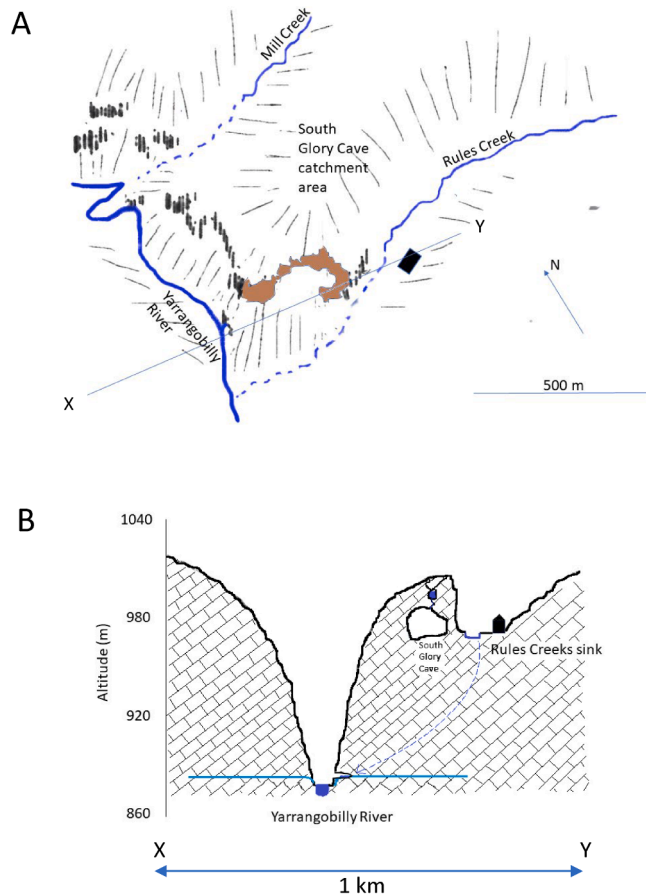 A
Mill Creek
Rules Creek
South
Glory Cave
catchment
area
Y
N
Yarrangobilly
River
X
500 m
B
1040
980
920
860
Altitude (m)
South
Glory
Cave
Rules Creeks sink
Yarrangobilly River
X
Y
1 km